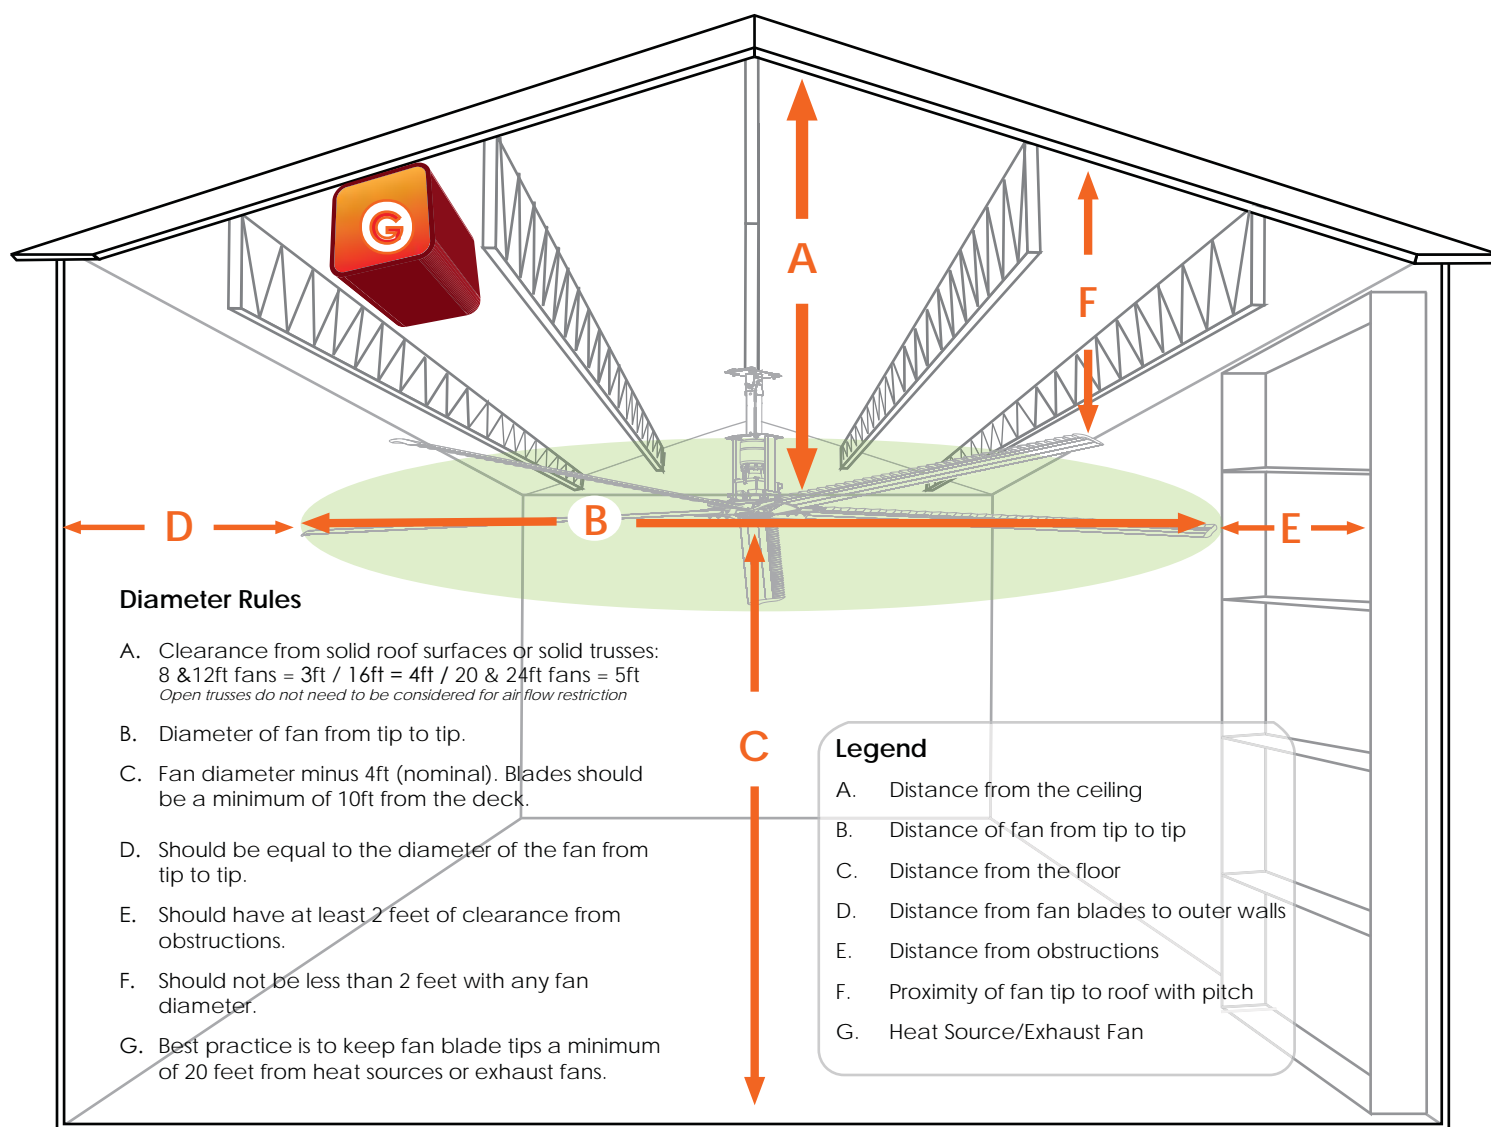 G
A
F
D
B
E
Diameter Rules
A. Clearance from solid roof surfaces or solid trusses:
8 &12ft fans = 3ft / 16ft = 4ft / 20 & 24ft fans = 5ft
Open trusses do not need to be considered for air flow restriction
B. Diameter of fan from tip to tip.
C. Fan diameter minus 4ft (nominal). Blades should
be a minimum of 10ft from the deck.
D. Should be equal to the diameter of the fan from
tip to tip.
E. Should have at least 2 feet of clearance from
obstructions.
F. Should not be less than 2 feet with any fan
diameter.
G. Best practice is to keep fan blade tips a minimum
of 20 feet from heat sources or exhaust fans.
C
Legend
A. Distance from the ceiling
B. Distance of fan from tip to tip
C. Distance from the floor
D. Distance from fan blades to outer walls
E. Distance from obstructions
F. Proximity of fan tip to roof with pitch
G. Heat Source/Exhaust Fan